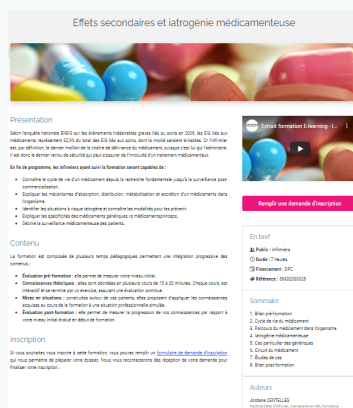 Effets secondaires et iatrogénie médicamenteuse
Présentation
Selon l'enquête nationale ENEIS sur les événements indésirables graves liés au soins en 2009, les EIG liés aux
médicaments représentent 32,9% du total des EIG liés aux soins, dont la moitié seraient évitables. Or l'infirmier
est, par définition, le dernier maillon de la chaîne de délivrance du médicament, puisque c'est lui qui l'administre.
Il est donc le dernier verrou de sécurité qui peut s'assurer de l'innocuité d'un traitement médicamenteux.
En fin de programme, les infirmiers ayant suivi la formation seront capables de :
Connaître le cycle de vie d'un médicament depuis la recherche fondamentale jusqu'à la surveillance post-
commercialisation.
Expliquer les mécanismes d'absorption, distribution, métabolisation et excrétion d'un médicaments dans
l'organisme.
Identifier les situations à risque iatrogène et connaître les modalités pour les prévenir.
Expliquer les spécificités des médicaments génériques vs médicaments princeps.
Décrire la surveillance médicamenteuse des patients.
Contenu
La formation est composée de plusieurs temps pédagogiques permettant une intégration progressive des
contenus :
Évaluation pré-formation : elle permet de mesurer votre niveau initial.
Connaissances théoriques : elles sont abordées en plusieurs cours de 15 à 20 minutes. Chaque cours, est
interactif et se termine par un exercice, assurant une évaluation continue.
Mises en situations : construites autour de cas patients, elles proposent d'appliquer les connaissances
acquises au cours de la formation à une situation professionnelle simulée.
Évaluation post-formation : elle permet de mesurer la progression de vos connaissances par rapport à
votre niveau initial évalué en début de formation.
Inscription
Si vous souhaitez vous inscrire à cette formation, vous pouvez remplir un formulaire de demande d'inscription
qui nous permettra de préparer votre dossier. Nous vous recontacterons dès réception de votre demande pour
finaliser votre inscription.
Extrait formation E-learning - I...
Remplir une demande d'inscription
En bref
Public : Infirmiers
Durée : 7 heures
Financement : DPC
Référence :
Sommaire
1. Bilan pré-formation
2. Cycle de vie du médicament
3. Parcours du médicament dans l'organisme
4. Iatrogénie médicamenteuse
5. Cas particulier des génériques
6. Circuit du médicament
7. Études de cas
8. Bilan post-formation
Auteurs
Jordane CENTELLES